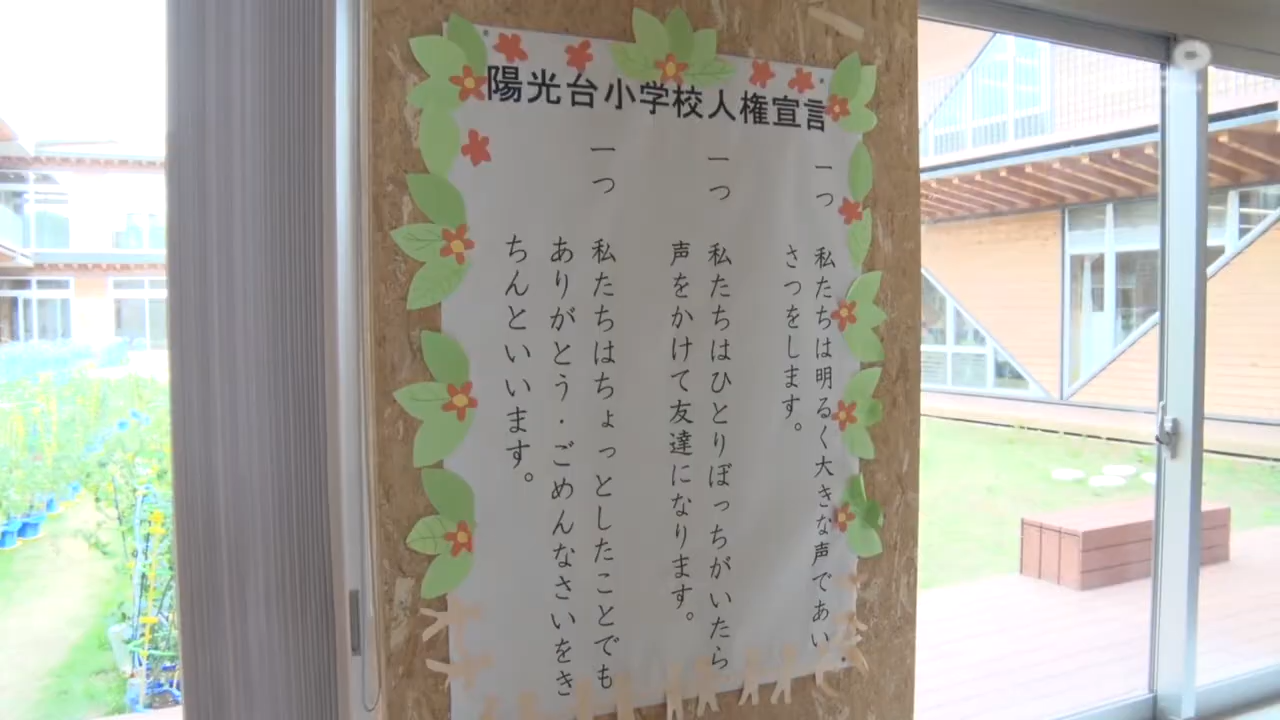 陽光台小学校人権宣言
一つ 私たちは明るく大きな声であい
さつをします。
一つ 私たちはひとりぼっちがいたら
声をかけて友達になります。
一つ 私たちはちょっとしたことでも
ありがとう・ごめんなさいをき
ちんといいます。